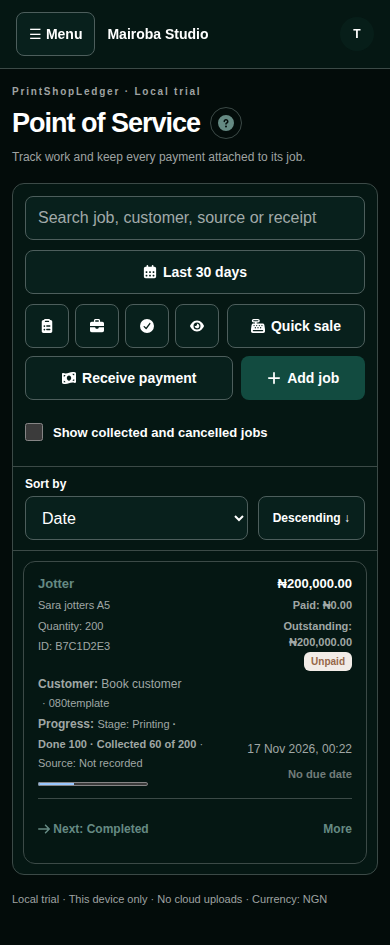 ☰ Menu
Mairoba Studio
T
PrintShopLedger · Local trial
Point of Service ?
Track work and keep every payment attached to its job.
Search job, customer, source or receipt
Last 30 days
Quick sale
Receive payment
+ Add job
Show collected and cancelled jobs
Sort by
Date
Descending ↓
Jotter
₦200,000.00
Sara jotters A5
Paid: ₦0.00
Quantity: 200
Outstanding:
₦200,000.00
ID: B7C1D2E3
Unpaid
Customer: Book customer
· 080template
Progress: Stage: Printing ·
Done 100 · Collected 60 of 200 ·
Source: Not recorded
17 Nov 2026, 00:22
No due date
→ Next: Completed
More
Local trial · This device only · No cloud uploads · Currency: NGN